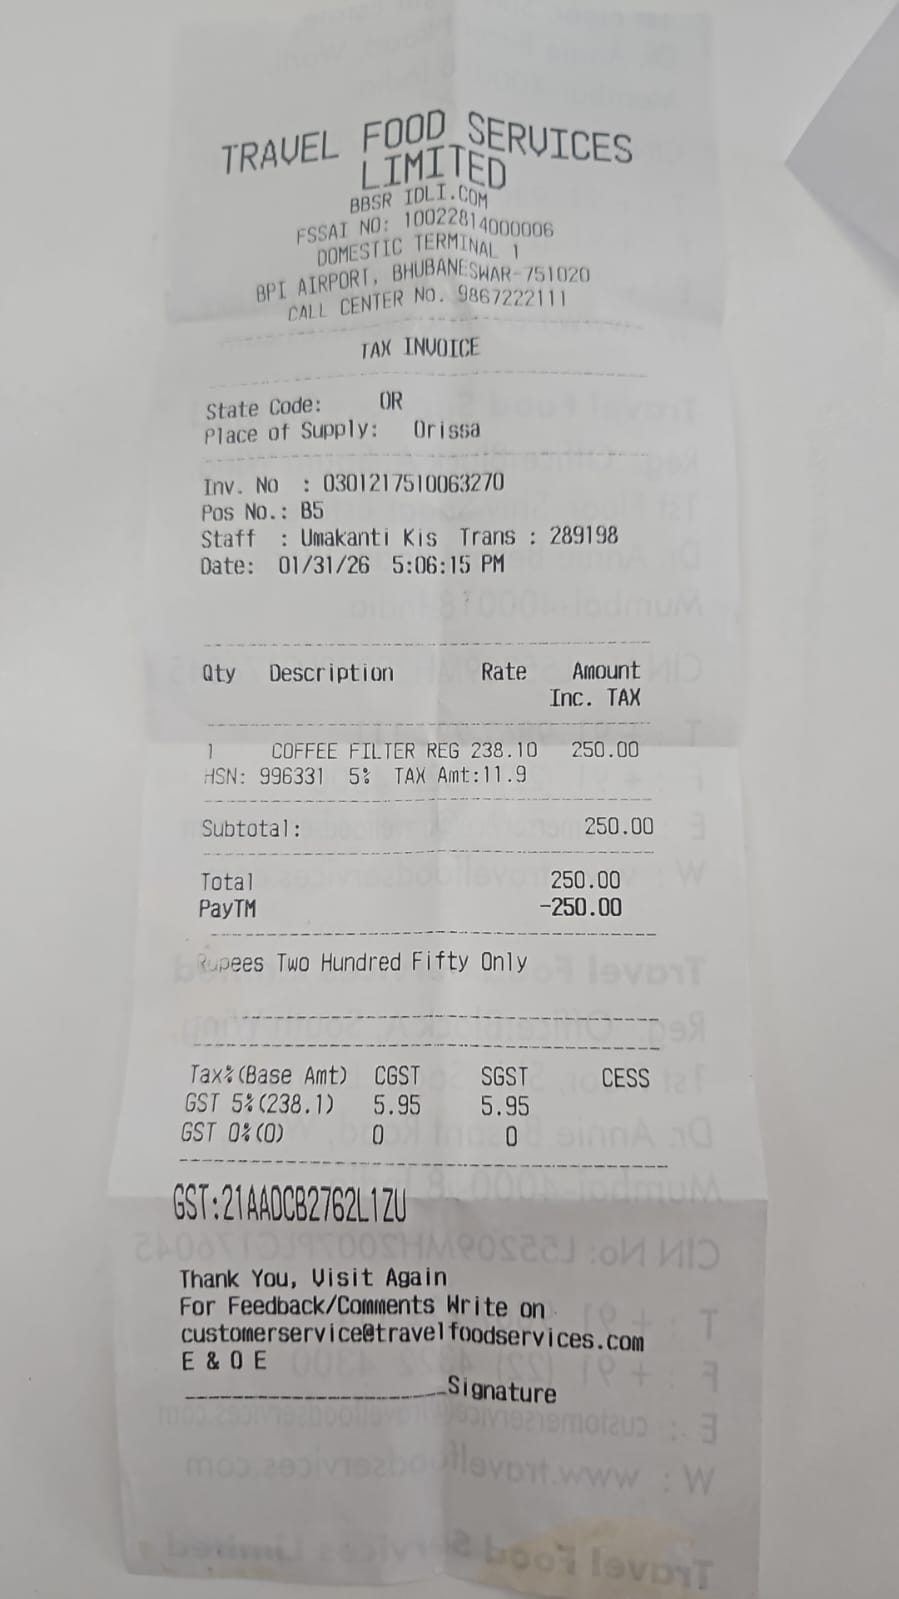 TRAVEL FOOD SERVICES
LIMITED
BBSR IDLI.COM
FSSAI NO: 10022814000006
DOMESTIC TERMINAL 1
BPI AIRPORT, BHUBANESWAR-751020
CALL CENTER No. 9867222111
TAX INVOICE
State Code: OR
Place of Supply: Orissa
Inv. No : 0301217510063270
Pos No.: B5
Staff : Umakanti Kis Trans : 289198
Date: 01/31/26 5:06:15 PM
Qty Description Rate Amount
Inc. TAX
1 COFFEE FILTER REG 238.10 250.00
HSN: 996331 5% TAX Amt:11.9
Subtotal: 250.00
Total 250.00
PayTM -250.00
Rupees Two Hundred Fifty Only
Tax%(Base Amt) CGST SGST CESS
GST 5%(238.1) 5.95 5.95
GST 0%(0) 0 0
GST:21AADCB2762L1ZU
Thank You, Visit Again
For Feedback/Comments Write on
customerservice@travelfoodservices.com
E & O E
Signature